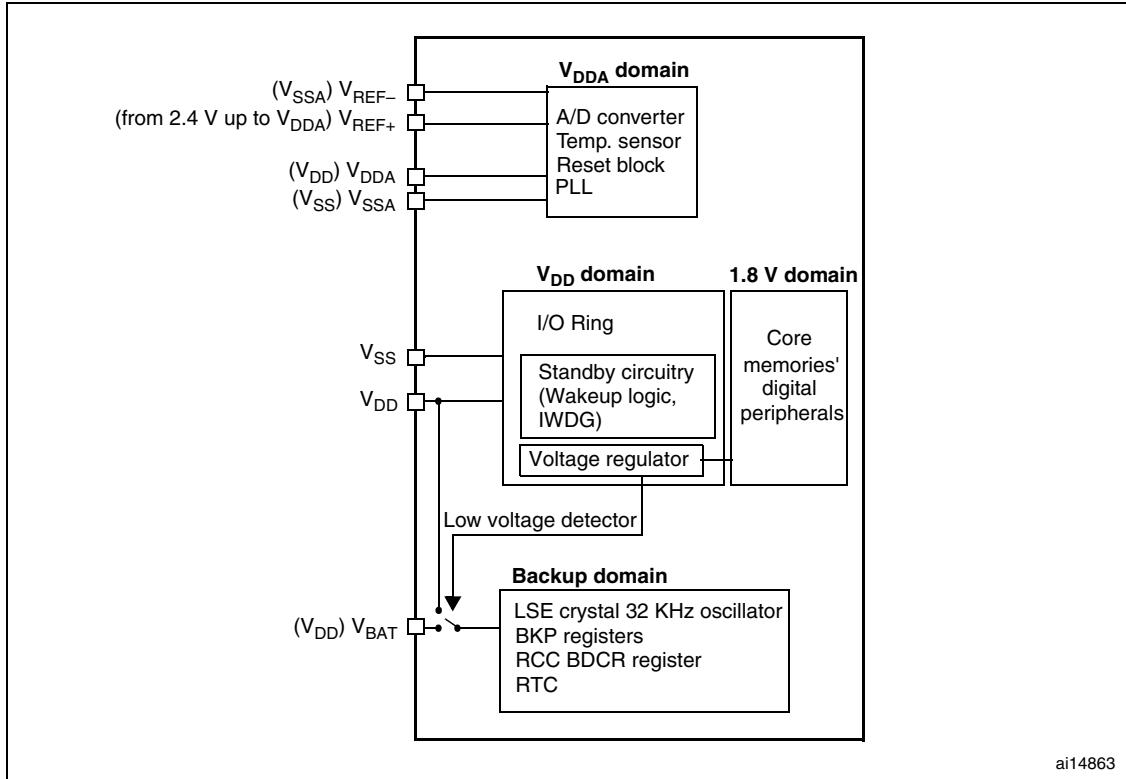 V_DDA domain
(V_SSA) V_REF–
(from 2.4 V up to V_DDA) V_REF+
(V_DD) V_DDA
(V_SS) V_SSA
A/D converter
Temp. sensor
Reset block
PLL
V_DD domain
1.8 V domain
I/O Ring
V_SS
V_DD
Standby circuitry
(Wakeup logic,
IWDG)
Voltage regulator
Core
memories'
digital
peripherals
Low voltage detector
Backup domain
(V_DD) V_BAT
LSE crystal 32 KHz oscillator
BKP registers
RCC BDCR register
RTC
ai14863